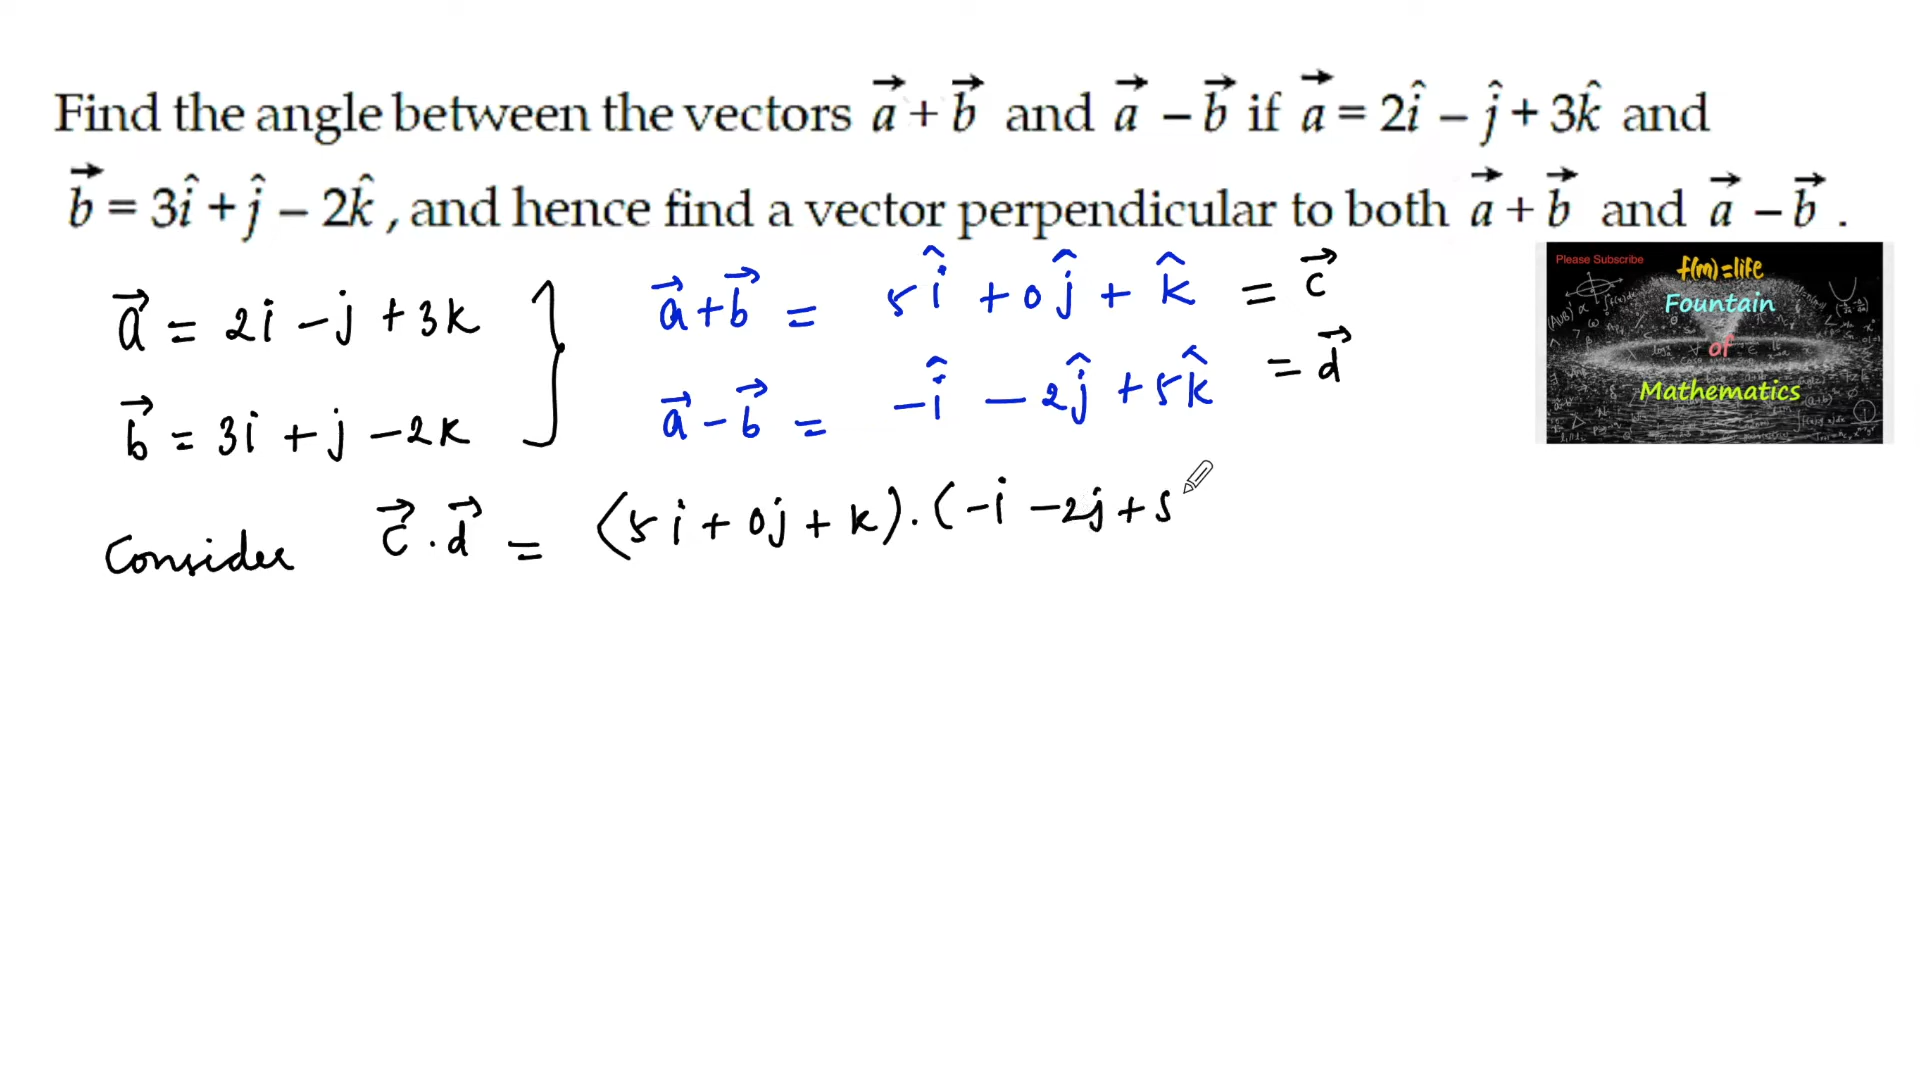 Find the angle between the vectors a⃗ + b⃗ and a⃗ − b⃗ if a⃗ = 2î − ĵ + 3k̂ and
b⃗ = 3î + ĵ − 2k̂, and hence find a vector perpendicular to both a⃗ + b⃗ and a⃗ − b⃗.
a⃗ = 2i − j + 3k
b⃗ = 3i + j − 2k
a⃗ + b⃗ = 5î + 0ĵ + k̂ = c⃗
a⃗ − b⃗ = −î − 2ĵ + 5k̂ = d⃗
Consider c⃗ . d⃗ = (5i + 0j + k) . (−i − 2j + 5
Please Subscribe
f(m)=life
Fountain
of
Mathematics